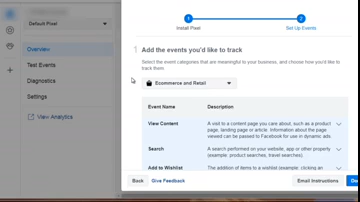 Default Pixel
Overview
Test Events
Diagnostics
Settings
View Analytics
1
2
Install Pixel
Set Up Events
1 Add the events you'd like to track
Select the event categories that are meaningful to your business, and choose how you'd like to
track them.
Ecommerce and Retail
Event Name Description
View Content A visit to a content page you care about, such as a product
page, landing page or article. Information about the page
viewed can be passed to Facebook for use in dynamic ads
Search A search performed on your website, app or other property
(example: product searches, travel searches).
Add to Wishlist The addition of items to a wishlist (example: clicking an
Back Give Feedback Email Instructions Do